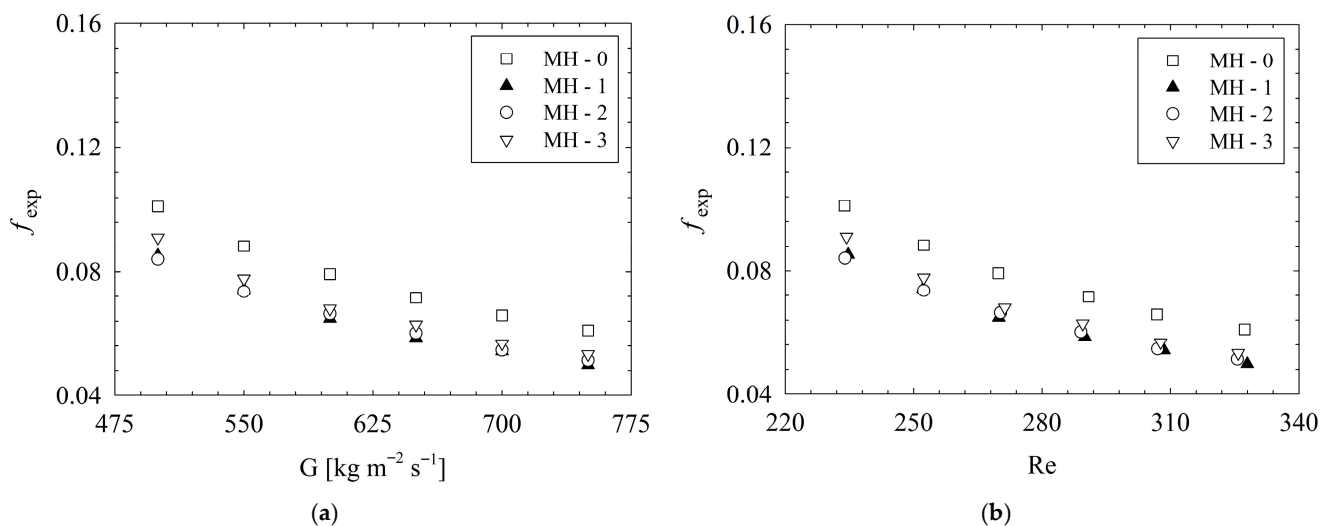 0.16
0.12
0.08
0.04
f exp
475 550 625 700 775
G [kg m⁻² s⁻¹]
MH - 0
MH - 1
MH - 2
MH - 3
(a)
0.16
0.12
0.08
0.04
f exp
220 250 280 310 340
Re
MH - 0
MH - 1
MH - 2
MH - 3
(b)